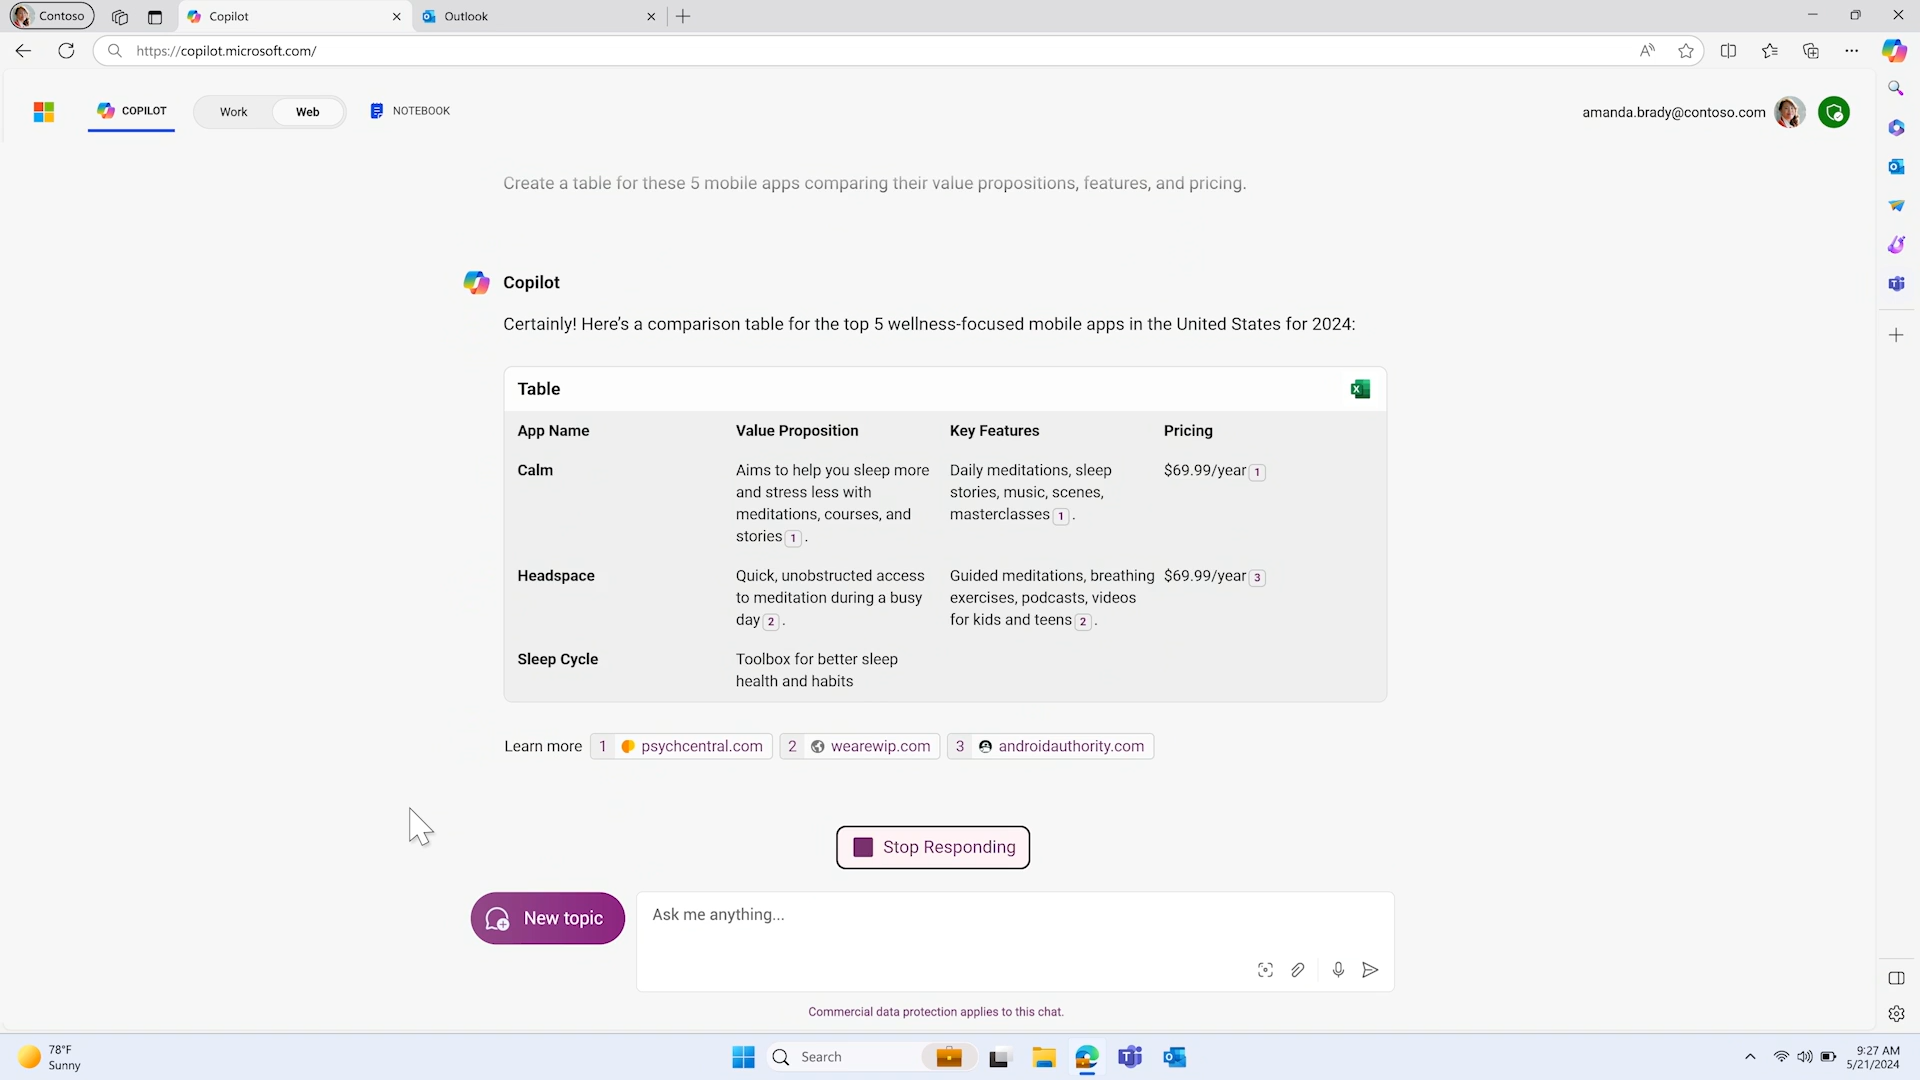 Contoso
Copilot
Outlook
https://copilot.microsoft.com/
COPILOT
Work
Web
NOTEBOOK
amanda.brady@contoso.com
Create a table for these 5 mobile apps comparing their value propositions, features, and pricing.
Copilot
Certainly! Here’s a comparison table for the top 5 wellness-focused mobile apps in the United States for 2024:
Table
App Name Value Proposition Key Features Pricing
Calm
Aims to help you sleep more
and stress less with
meditations, courses, and
stories 1 .
Daily meditations, sleep
stories, music, scenes,
masterclasses 1 .
$69.99/year 1
Headspace
Quick, unobstructed access
to meditation during a busy
day 2 .
Guided meditations, breathing
exercises, podcasts, videos
for kids and teens 2 .
$69.99/year 3
Sleep Cycle
Toolbox for better sleep
health and habits
Learn more 1 psychcentral.com 2 wearewip.com 3 androidauthority.com
Stop Responding
New topic
Ask me anything...
Commercial data protection applies to this chat.
78°F
Sunny
Search
9:27 AM
5/21/2024